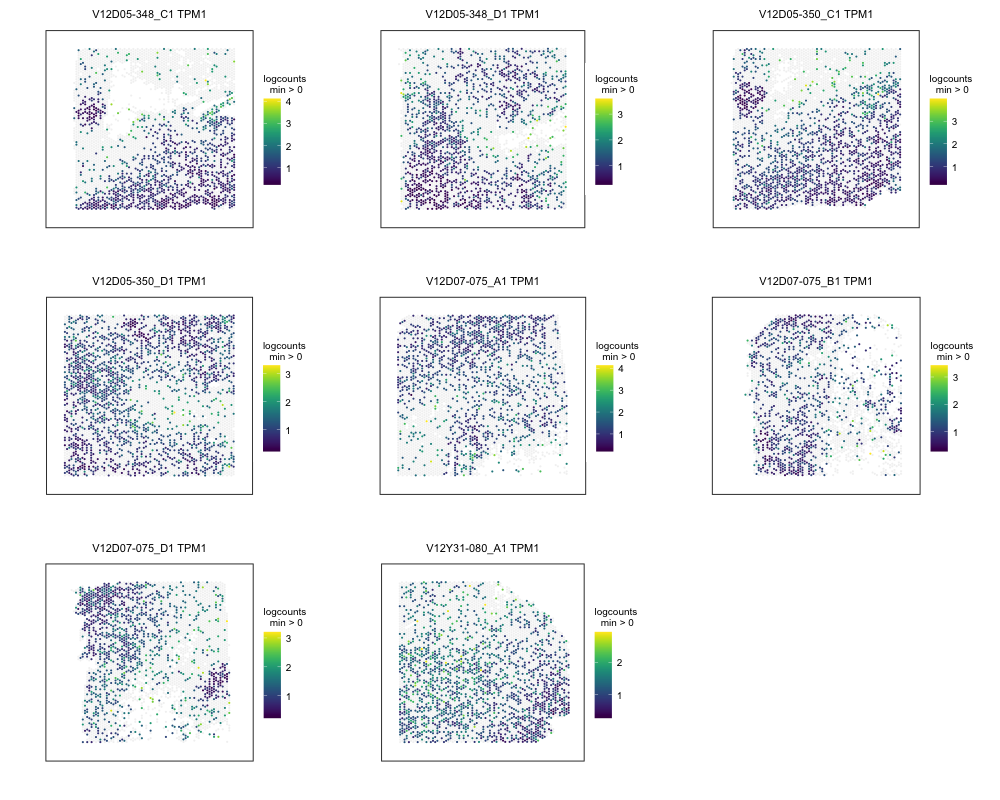 V12D05-348_C1 TPM1
logcounts
min > 0
4
3
2
1
V12D05-348_D1 TPM1
logcounts
min > 0
3
2
1
V12D05-350_C1 TPM1
logcounts
min > 0
3
2
1
V12D05-350_D1 TPM1
logcounts
min > 0
3
2
1
V12D07-075_A1 TPM1
logcounts
min > 0
4
3
2
1
V12D07-075_B1 TPM1
logcounts
min > 0
3
2
1
V12D07-075_D1 TPM1
logcounts
min > 0
3
2
1
V12Y31-080_A1 TPM1
logcounts
min > 0
2
1